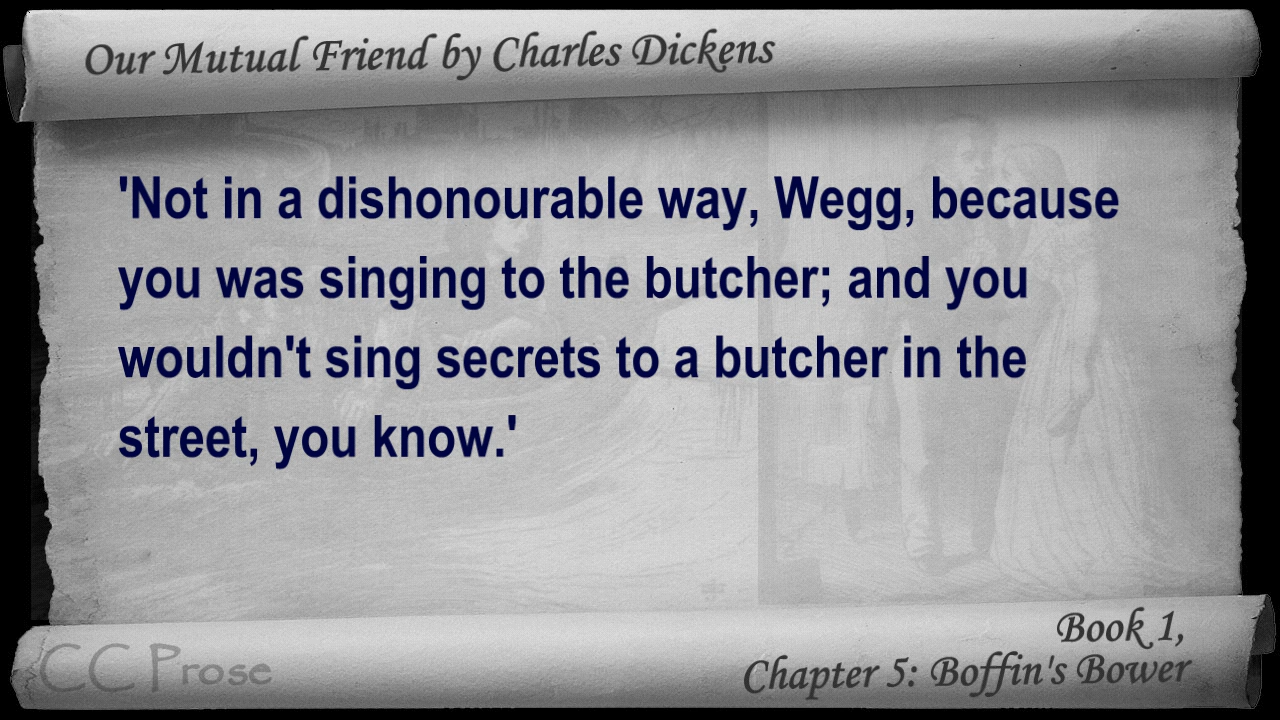 Our Mutual Friend by Charles Dickens
'Not in a dishonourable way, Wegg, because
you was singing to the butcher; and you
wouldn't sing secrets to a butcher in the
street, you know.'
Book 1,
Chapter 5: Boffin's Bower
CC Prose